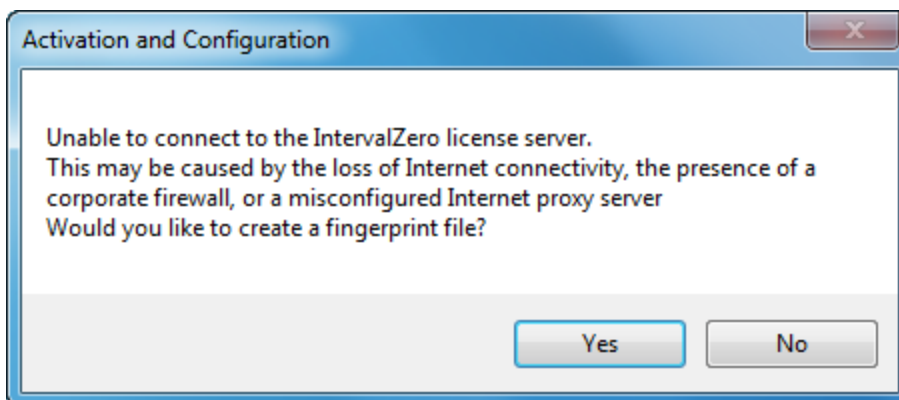 Activation and Configuration
Unable to connect to the IntervalZero license server.
This may be caused by the loss of Internet connectivity, the presence of a
corporate firewall, or a misconfigured Internet proxy server
Would you like to create a fingerprint file?
Yes No